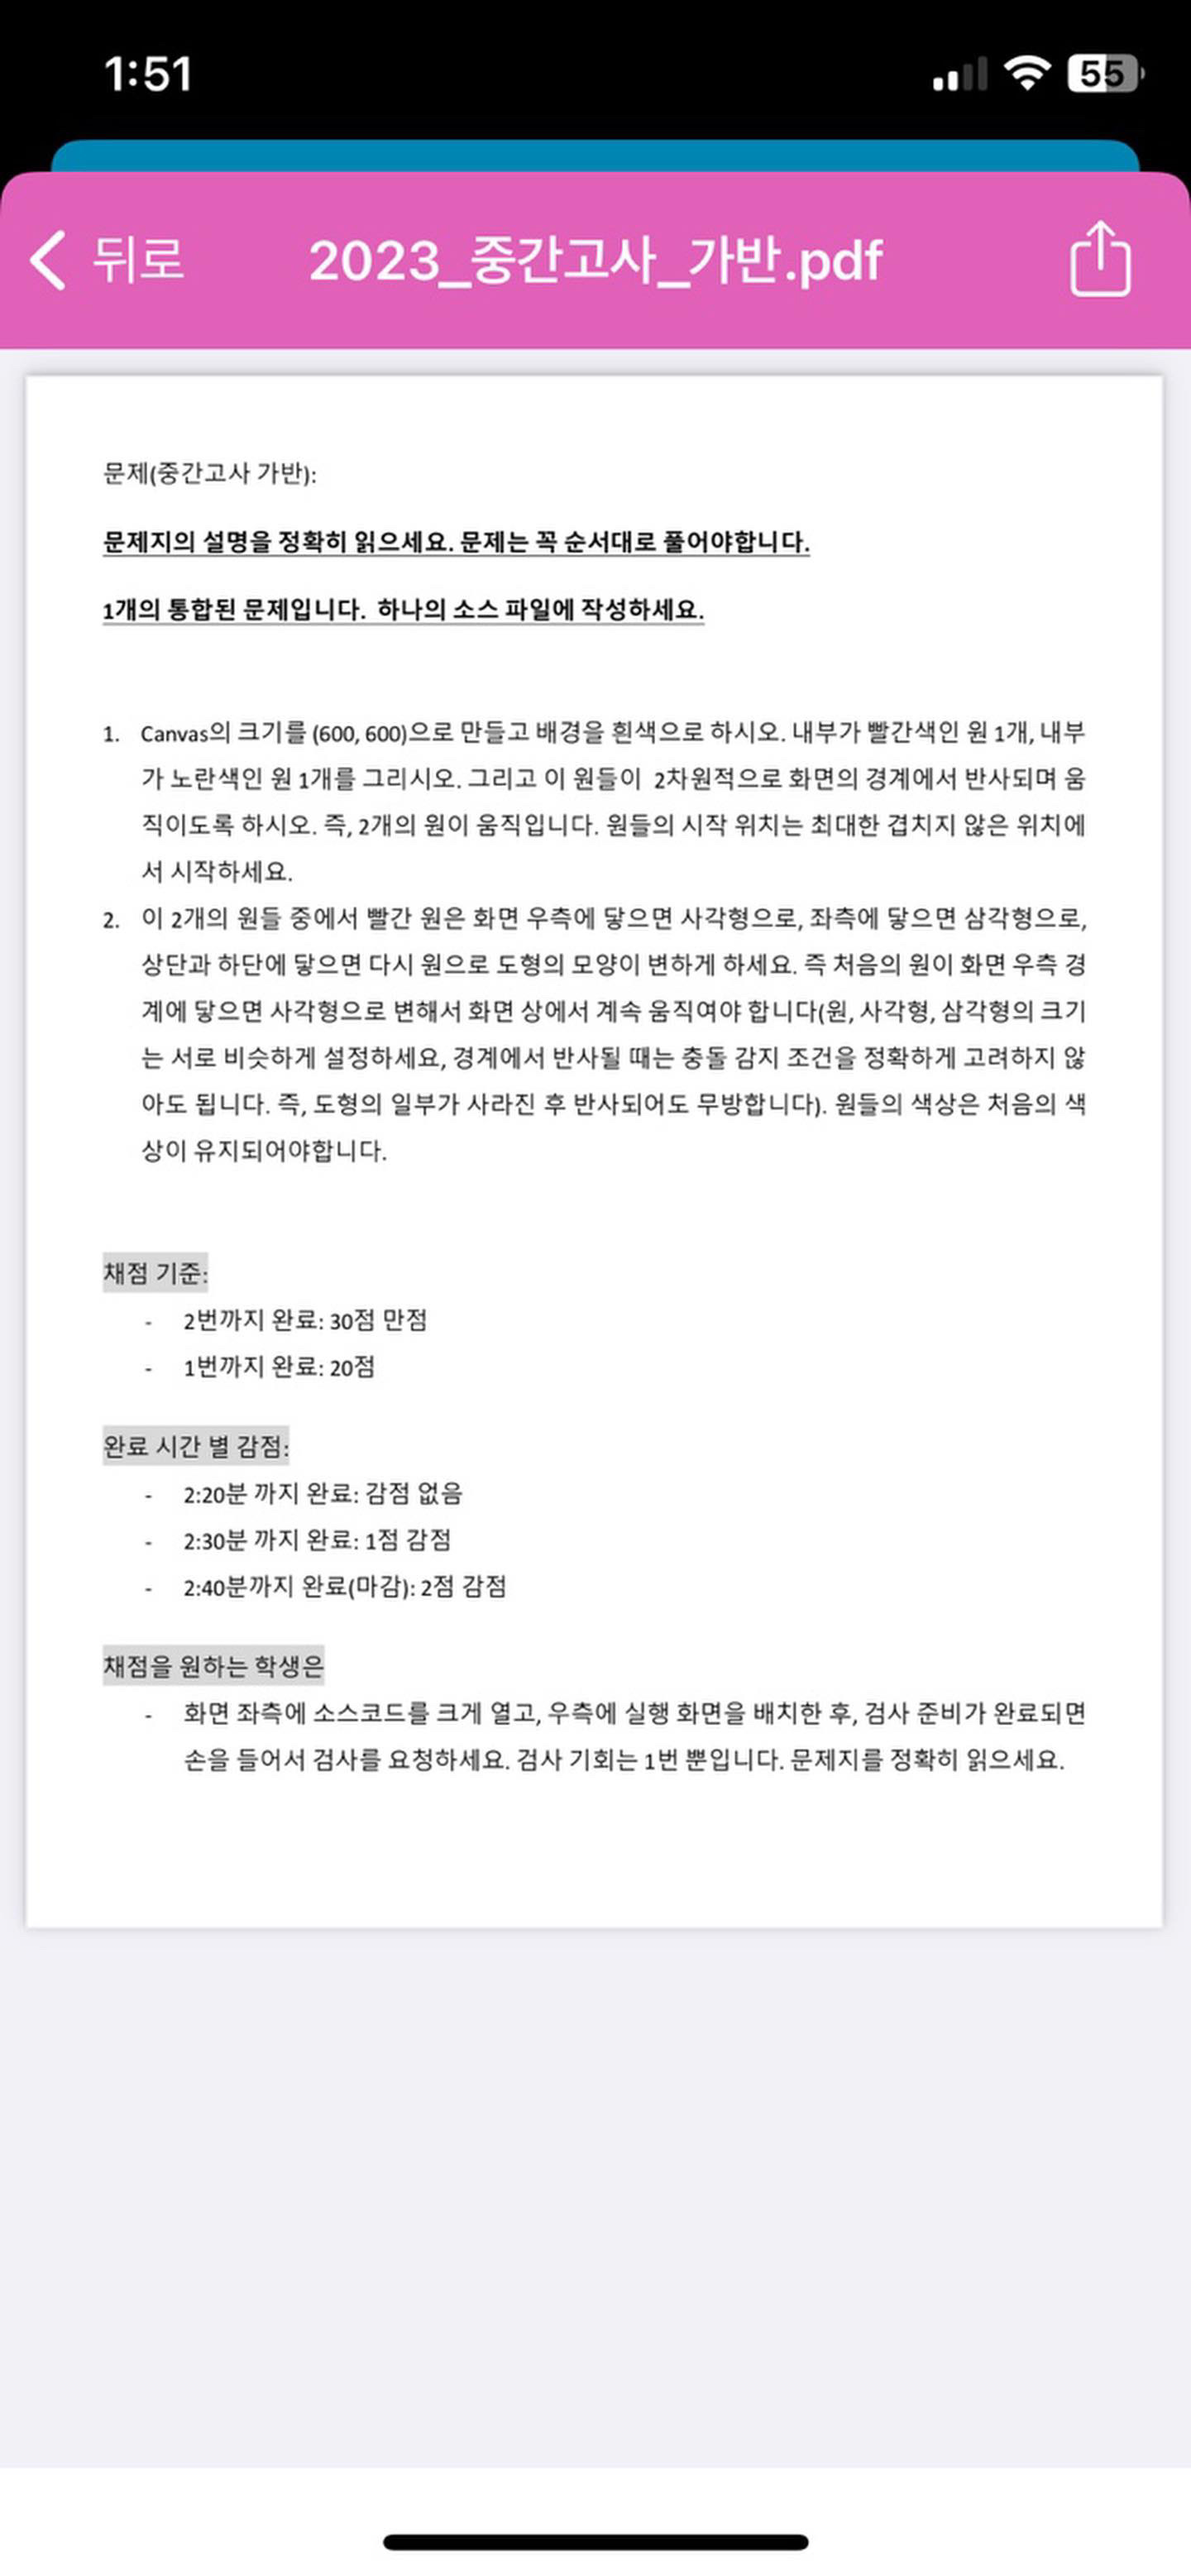 1:51
55
뒤로
2023_중간고사_가반.pdf
문제(중간고사 가반):
문제지의 설명을 정확히 읽으세요. 문제는 꼭 순서대로 풀어야합니다.
1개의 통합된 문제입니다. 하나의 소스 파일에 작성하세요.
1. Canvas의 크기를 (600, 600)으로 만들고 배경을 흰색으로 하시오. 내부가 빨간색인 원 1개, 내부
가 노란색인 원 1개를 그리시오. 그리고 이 원들이 2차원적으로 화면의 경계에서 반사되며 움
직이도록 하시오. 즉, 2개의 원이 움직입니다. 원들의 시작 위치는 최대한 겹치지 않은 위치에
서 시작하세요.
2. 이 2개의 원들 중에서 빨간 원은 화면 우측에 닿으면 사각형으로, 좌측에 닿으면 삼각형으로,
상단과 하단에 닿으면 다시 원으로 도형의 모양이 변하게 하세요. 즉 처음의 원이 화면 우측 경
계에 닿으면 사각형으로 변해서 화면 상에서 계속 움직여야 합니다(원, 사각형, 삼각형의 크기
는 서로 비슷하게 설정하세요, 경계에서 반사될 때는 충돌 감지 조건을 정확하게 고려하지 않
아도 됩니다. 즉, 도형의 일부가 사라진 후 반사되어도 무방합니다). 원들의 색상은 처음의 색
상이 유지되어야합니다.
채점 기준:
- 2번까지 완료: 30점 만점
- 1번까지 완료: 20점
완료 시간 별 감점:
- 2:20분 까지 완료: 감점 없음
- 2:30분 까지 완료: 1점 감점
- 2:40분까지 완료(마감): 2점 감점
채점을 원하는 학생은
- 화면 좌측에 소스코드를 크게 열고, 우측에 실행 화면을 배치한 후, 검사 준비가 완료되면
손을 들어서 검사를 요청하세요. 검사 기회는 1번 뿐입니다. 문제지를 정확히 읽으세요.